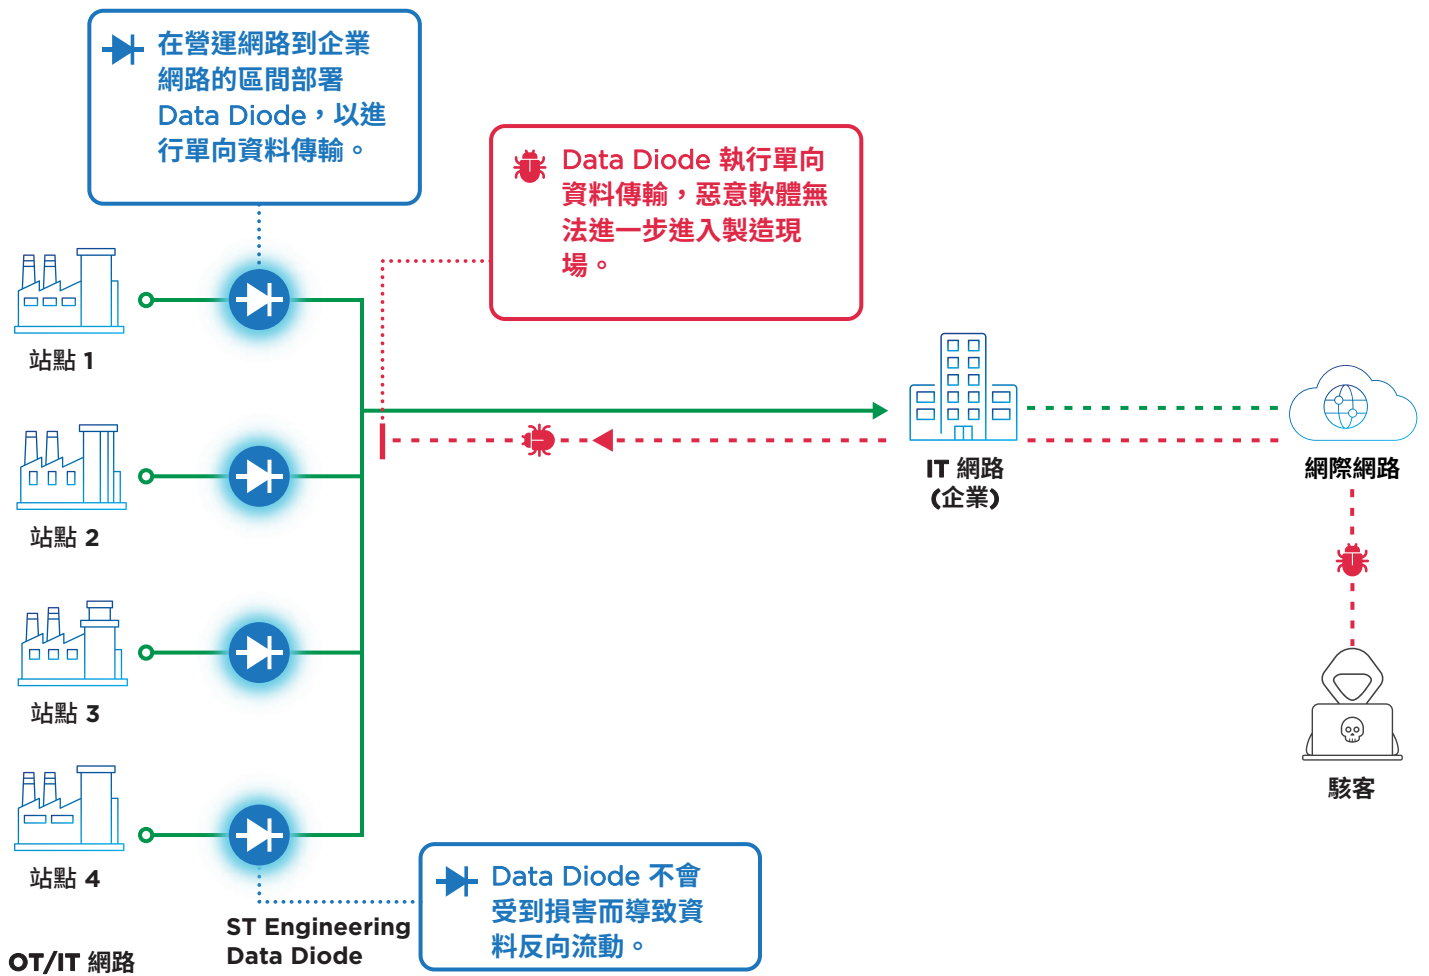 在營運網路到企業
網路的區間部署
Data Diode，以進
行單向資料傳輸。
Data Diode 執行單向
資料傳輸，惡意軟體無
法進一步進入製造現
場。
站點 1
站點 2
站點 3
站點 4
IT 網路
(企業)
網際網路
駭客
Data Diode 不會
受到損害而導致資
料反向流動。
ST Engineering
Data Diode
OT/IT 網路